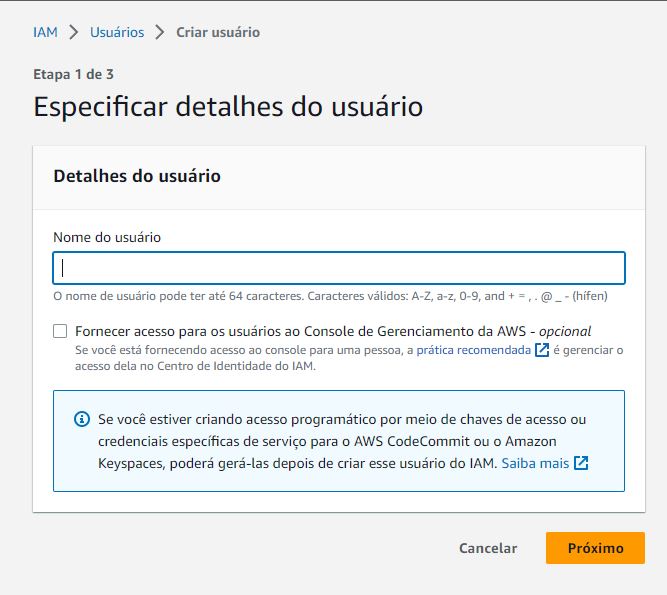 IAM > Usuários > Criar usuário
Etapa 1 de 3
Especificar detalhes do usuário
Detalhes do usuário
Nome do usuário
O nome de usuário pode ter até 64 caracteres. Caracteres válidos: A-Z, a-z, 0-9, and + = , . @ _ - (hífen)
Fornecer acesso para os usuários ao Console de Gerenciamento da AWS - opcional
Se você está fornecendo acesso ao console para uma pessoa, a prática recomendada é gerenciar o
acesso dela no Centro de Identidade do IAM.
Se você estiver criando acesso programático por meio de chaves de acesso ou
credenciais específicas de serviço para o AWS CodeCommit ou o Amazon
Keyspaces, poderá gerá-las depois de criar esse usuário do IAM. Saiba mais
Cancelar
Próximo